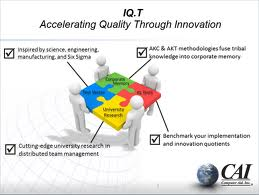 IQ.T
Accelerating Quality Through Innovation
Inspired by science, engineering,
manufacturing, and Six Sigma
AKC & AKT methodologies fuse tribal
knowledge into corporate memory
Corporate
Memory
University
Research
Cutting-edge university research in
distributed team management
Benchmark your implementation
and innovation quotients
CAI
Computer Aid, Inc.